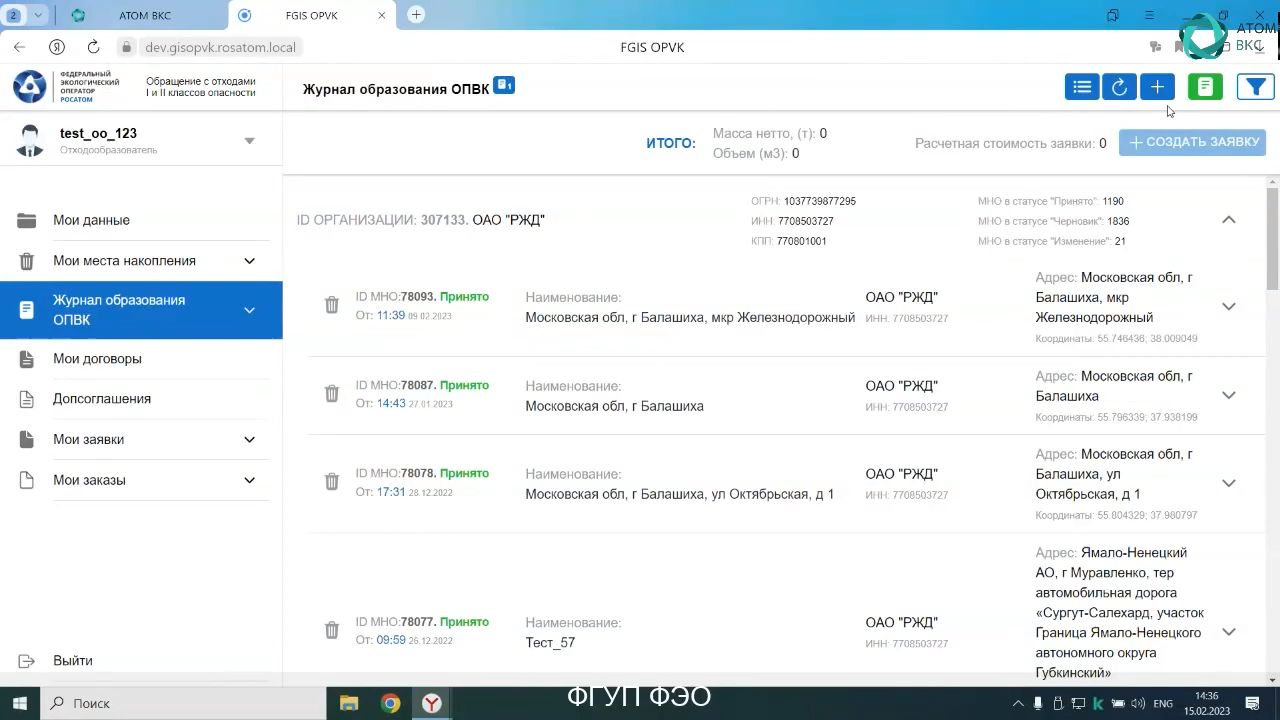 2
АТОМ ВКС
FGIS OPVK
АТОМ
ВКС
dev.gisopvk.rosatom.local
FGIS OPVK
ФЕДЕРАЛЬНЫЙ
ЭКОЛОГИЧЕСКИЙ
ОПЕРАТОР
РОСАТОМ
Обращение с отходами
I и II классов опасности
Журнал образования ОПВК
1
test_oo_123
Отходообразователь
ИТОГО:
Масса нетто, (т): 0
Объем (м3): 0
Расчетная стоимость заявки: 0
СОЗДАТЬ ЗАЯВКУ
Мои данные
Мои места накопления
Журнал образования
ОПВК
Мои договоры
Допсоглашения
Мои заявки
Мои заказы
Выйти
ID ОРГАНИЗАЦИИ: 307133. ОАО "РЖД"
ОГРН: 1037739877295
ИНН: 7708503727
КПП: 770801001
МНО в статусе "Принято": 1190
МНО в статусе "Черновик": 1836
МНО в статусе "Изменение": 21
ID МНО:78093. Принято
От: 11:39 09.02.2023
Наименование:
Московская обл, г Балашиха, мкр Железнодорожный
ОАО "РЖД"
ИНН: 7708503727
Адрес: Московская обл, г
Балашиха, мкр
Железнодорожный
Координаты: 55.746436; 38.009049
ID МНО:78087. Принято
От: 14:43 27.01.2023
Наименование:
Московская обл, г Балашиха
ОАО "РЖД"
ИНН: 7708503727
Адрес: Московская обл, г
Балашиха
Координаты: 55.796339; 37.938199
ID МНО:78078. Принято
От: 17:31 28.12.2022
Наименование:
Московская обл, г Балашиха, ул Октябрьская, д 1
ОАО "РЖД"
ИНН: 7708503727
Адрес: Московская обл, г
Балашиха, ул
Октябрьская, д 1
Координаты: 55.804329; 37.980797
ID МНО:78077. Принято
От: 09:59 26.12.2022
Наименование:
Тест_57
ОАО "РЖД"
ИНН: 7708503727
Адрес: Ямало-Ненецкий
АО, г Муравленко, тер
автомобильная дорога
«Сургут-Салехард, участок
Граница Ямало-Ненецкого
автономного округа
Губкинский»
Поиск
ФГУП ФЭО
ENG
14:36
15.02.2023